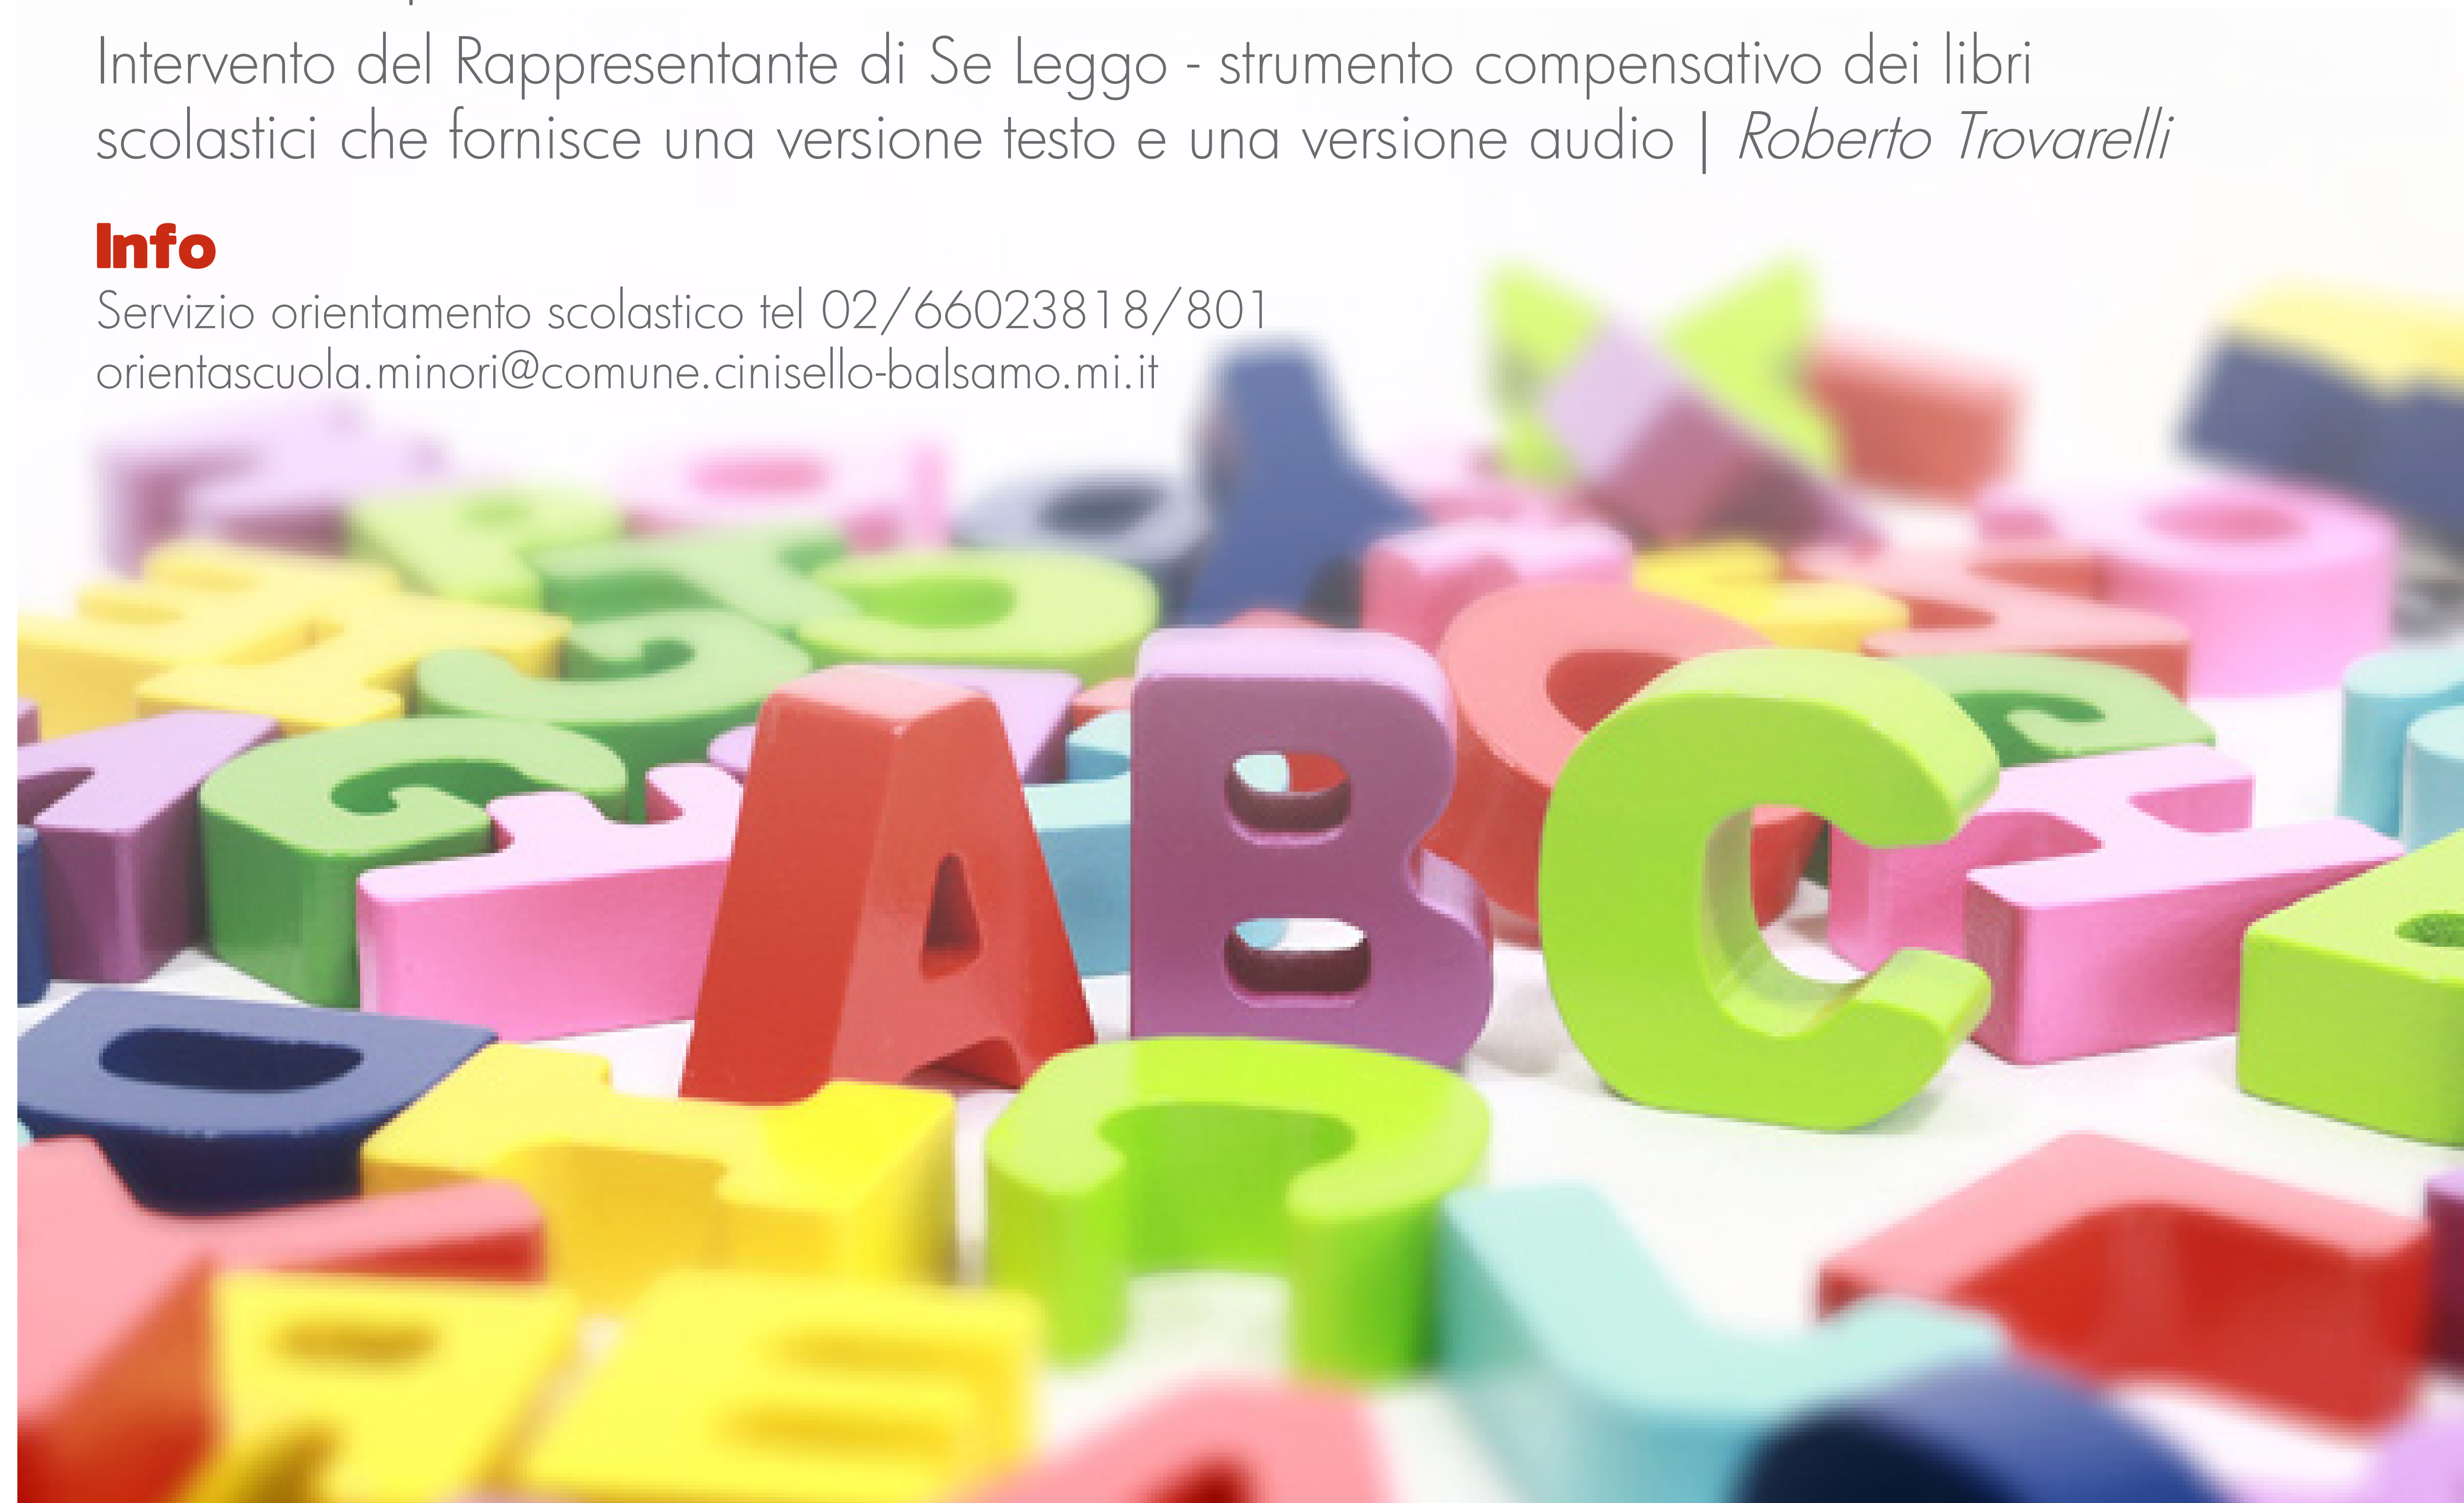 Intervento del Rappresentante di Se Leggo - strumento compensativo dei libri
scolastici che fornisce una versione testo e una versione audio | Roberto Trovarelli
Info
Servizio orientamento scolastico tel 02/66023818/801
orientascuola.minori@comune.cinisello-balsamo.mi.it
A B C